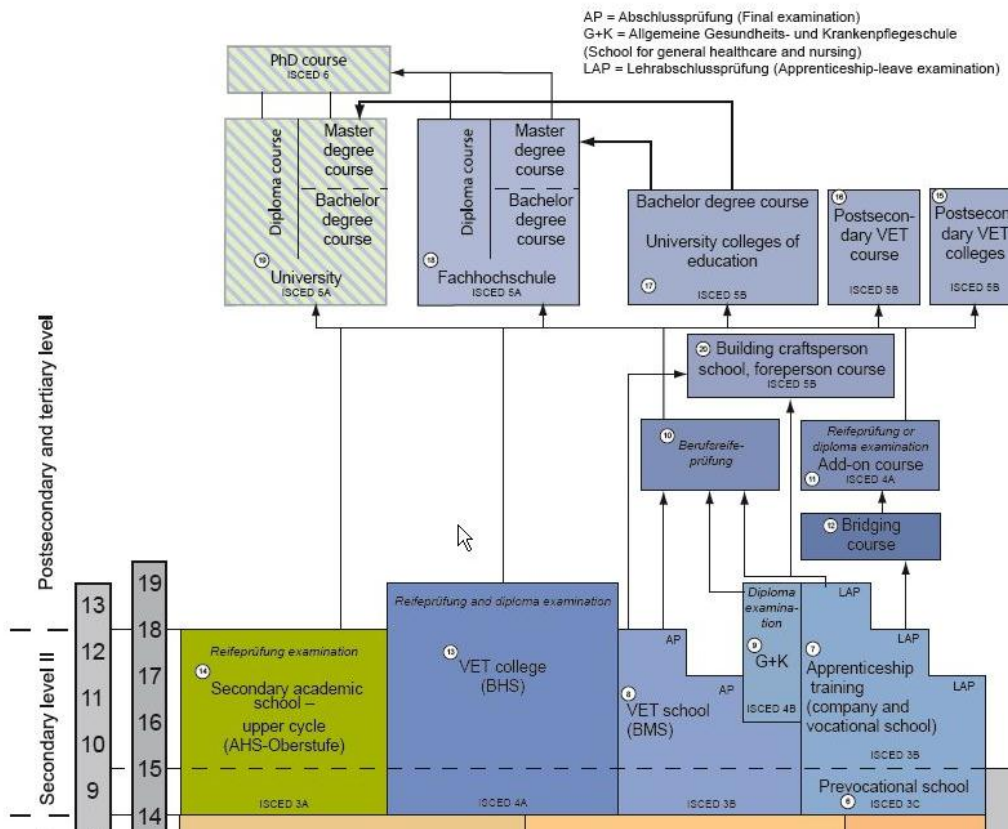 AP = Abschlussprüfung (Final examination)
G+K = Allgemeine Gesundheits- und Krankenpflegeschule
(School for general healthcare and nursing)
LAP = Lehrabschlussprüfung (Apprenticeship-leave examination)
PhD course
ISCED 6
Diploma course
Master
degree
course
Bachelor
degree
course
19
University
ISCED 5A
Diploma course
Master
degree
course
Bachelor
degree
course
18
Fachhochschule
ISCED 5A
Bachelor degree course
University colleges of
education
17
ISCED 5B
16
Postsecon-
dary VET
course
ISCED 5B
15
Postsecon-
dary VET
colleges
ISCED 5B
20 Building craftsperson
school, foreperson course
ISCED 5B
10
Berufsreife-
prüfung
Reifeprüfung or
diploma examination
Add-on course
11
ISCED 4A
12 Bridging
course
Postsecondary and tertiary level
Secondary level II
13
12
11
10
9
19
18
17
16
15
14
Reifeprüfung examination
14
Secondary academic
school –
upper cycle
(AHS-Oberstufe)
ISCED 3A
Reifeprüfung and diploma examination
13
VET college
(BHS)
ISCED 4A
AP
AP
8
VET school
(BMS)
ISCED 3B
Diploma
examina-
tion
9
G+K
ISCED 4B
LAP
LAP
LAP
7
Apprenticeship
training
(company and
vocational school)
ISCED 3B
Prevocational school
6 ISCED 3C